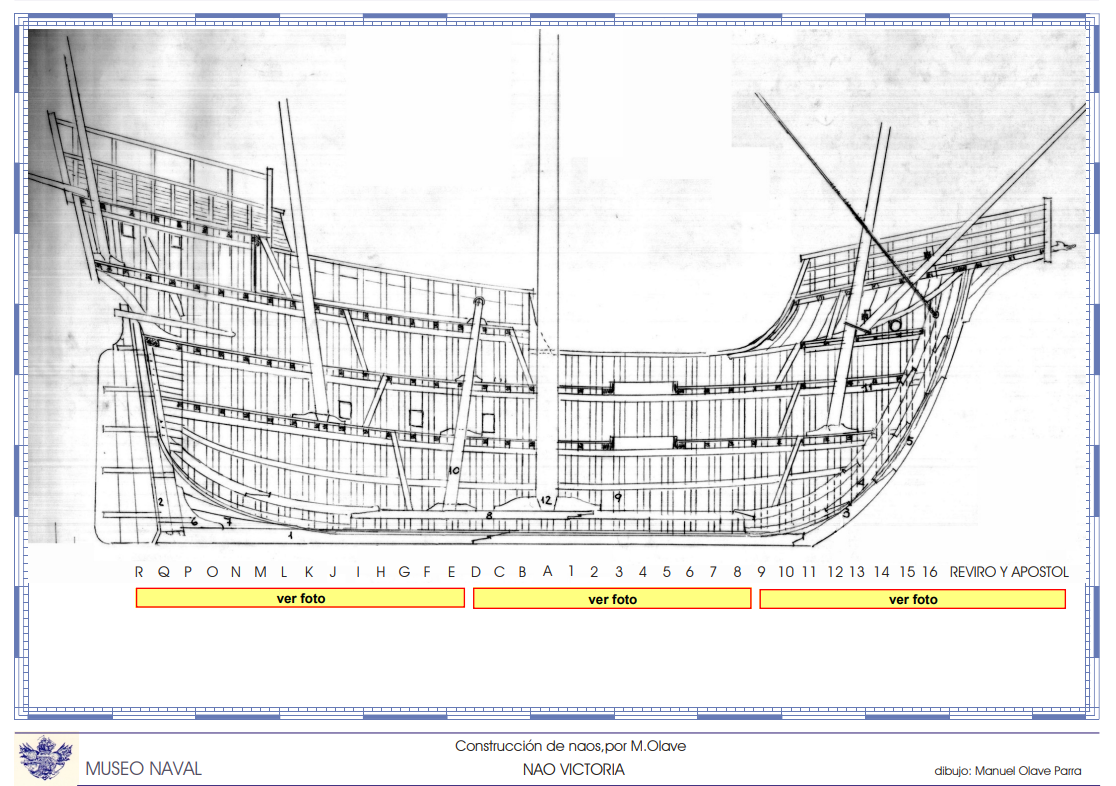 10
12
9
8
11
5
4
3
2
6
7
1
R Q P O N M L K J I H G F E D C B A 1 2 3 4 5 6 7 8 9 10 11 12 13 14 15 16 REVIRO Y APOSTOL
ver foto ver foto ver foto
Construcción de naos,por M.Olave
MUSEO NAVAL
NAO VICTORIA
dibujo: Manuel Olave Parra